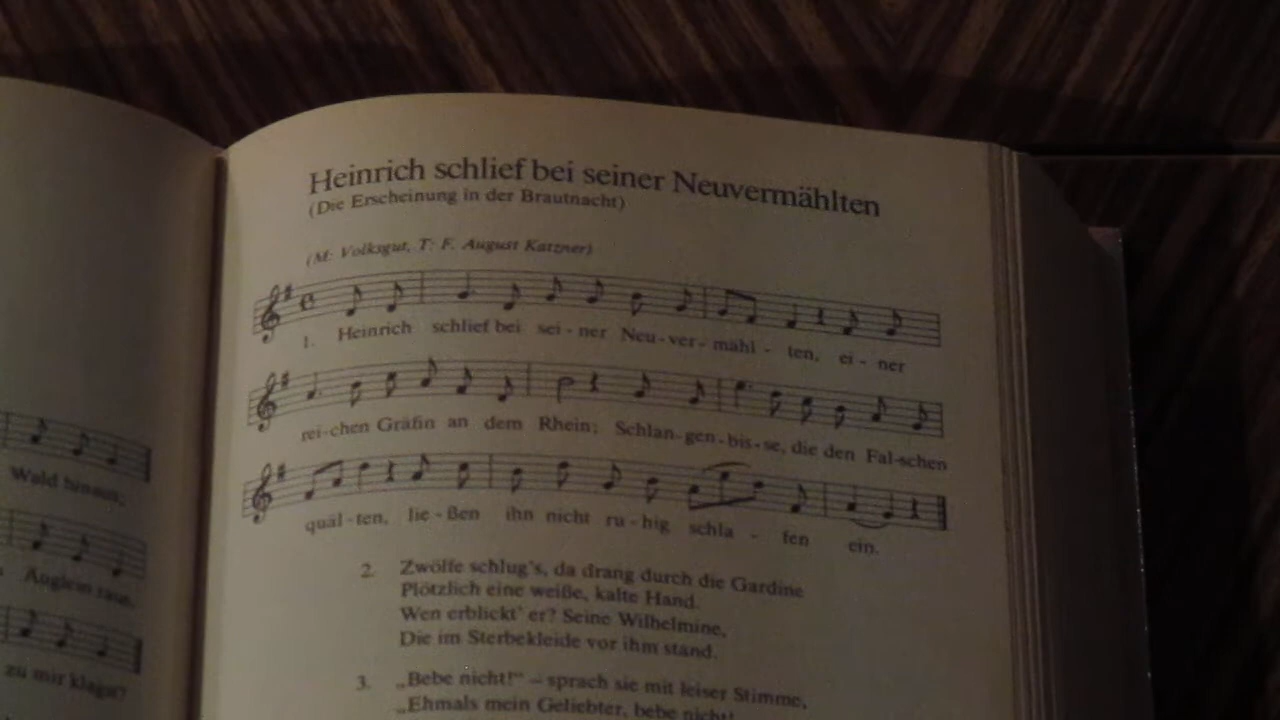 Wald hinein;
Äuglein raus,
zu mir klagst?
Heinrich schlief bei seiner Neuvermählten
(Die Erscheinung in der Brautnacht)
(M: Volksgut, T: F. August Katzner)
1. Heinrich schlief bei sei - ner Neu - ver - mähl - ten, ei - ner
rei - chen Gräfin an dem Rhein; Schlan - gen - bis - se, die den Fal - schen
quäl - ten, lie - ßen ihn nicht ru - hig schla - fen ein.
2. Zwölfe schlug's, da drang durch die Gardine
Plötzlich eine weiße, kalte Hand.
Wen erblickt' er? Seine Wilhelmine,
Die im Sterbekleide vor ihm stand.
3. „Bebe nicht!“ – sprach sie mit leiser Stimme,
„Ehmals mein Geliebter, bebe nicht!